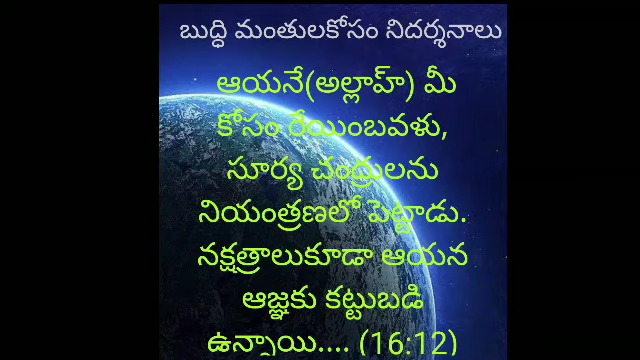 బుద్ధి మంతులకోసం నిదర్శనాలు
ఆయనే(అల్లాహ్) మీ
కోసం రేయింబవళు,
సూర్య చంద్రులను
నియంత్రణలో పెట్టాడు.
నక్షత్రాలుకూడా ఆయన
ఆజ్ఞకు కట్టుబడి
ఉన్నాయి.... (16:12)